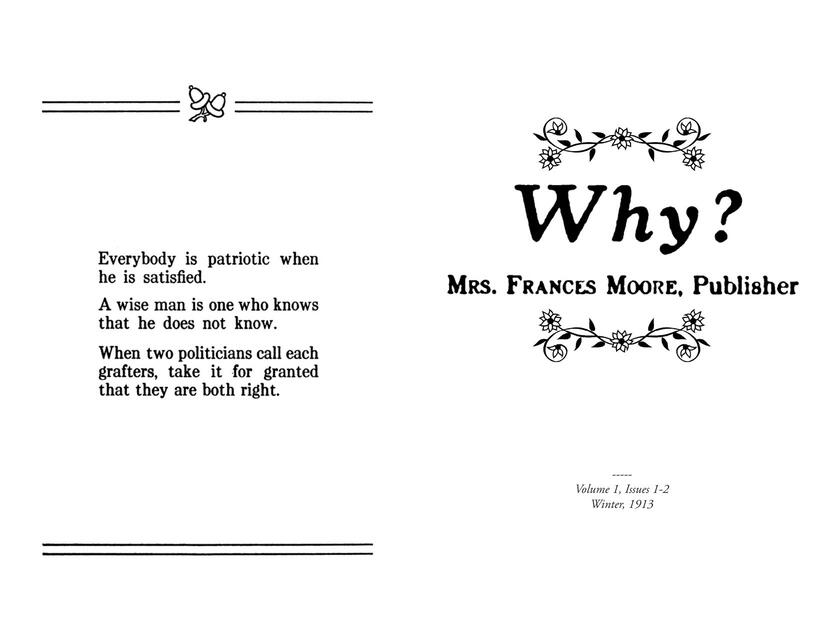 Everybody is patriotic when
he is satisfied.
A wise man is one who knows
that he does not know.
When two politicians call each
grafters, take it for granted
that they are both right.
Why?
Mrs. Frances Moore, Publisher
-----
Volume 1, Issues 1-2
Winter, 1913